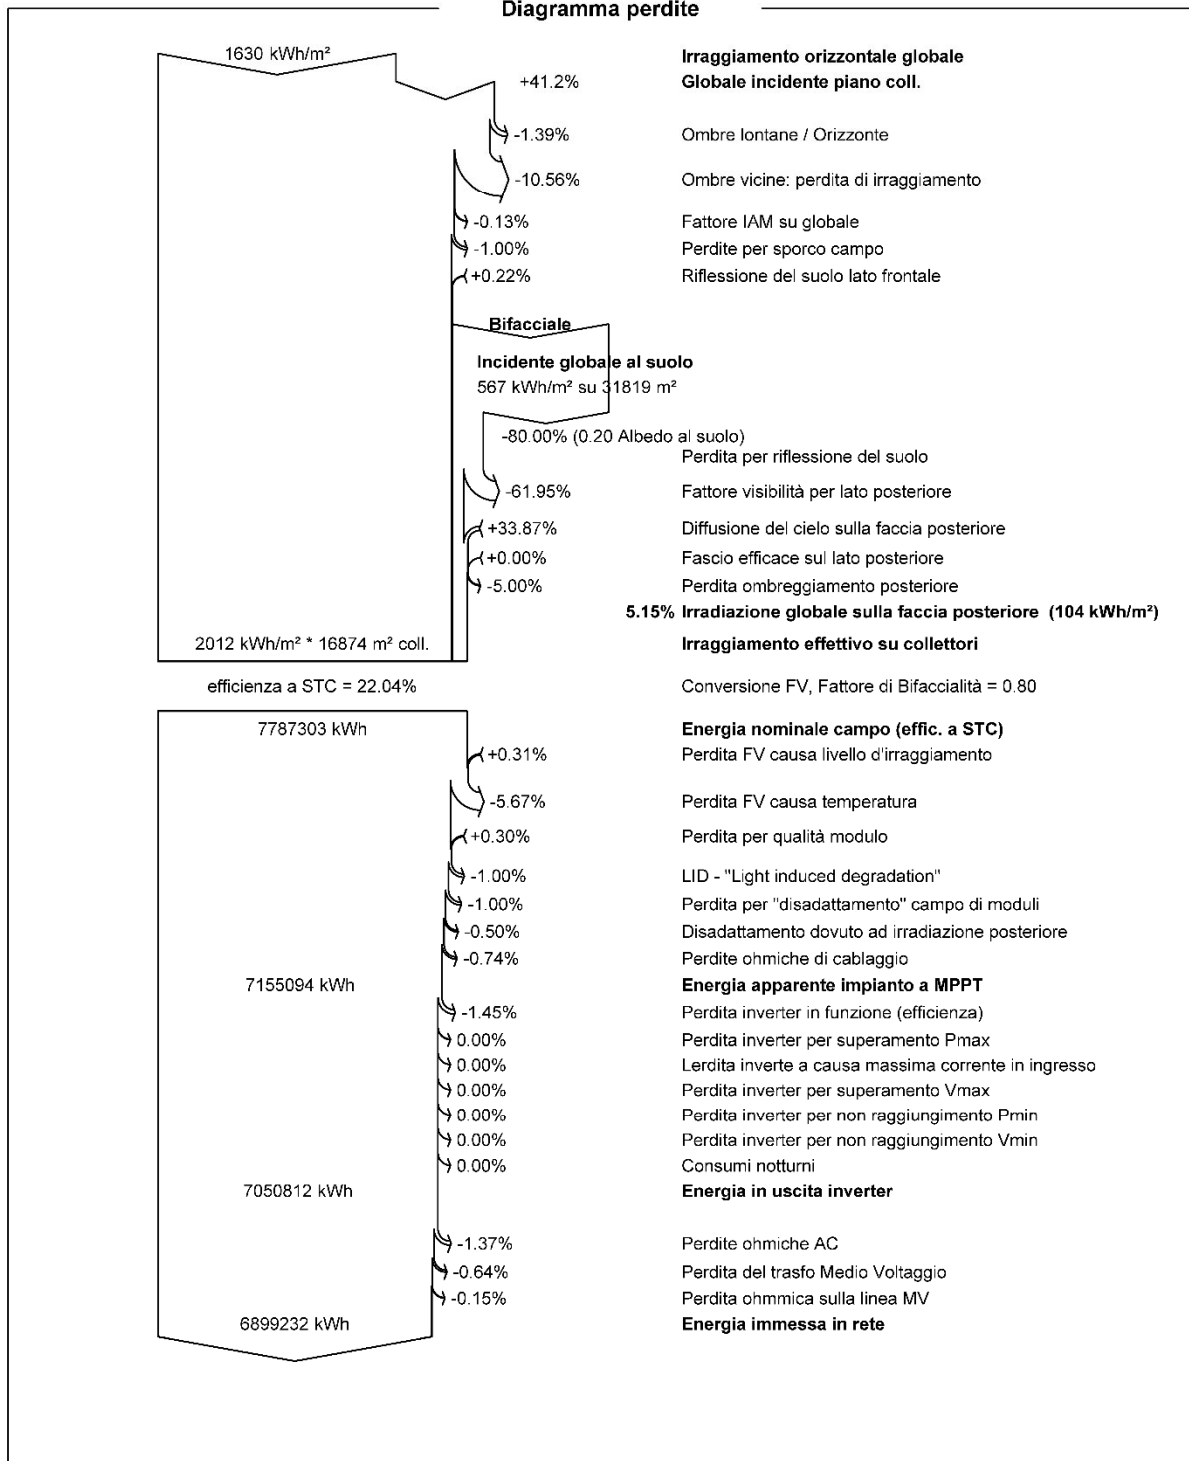 Diagramma perdite
1630 kWh/m² Irraggiamento orizzontale globale
+41.2% Globale incidente piano coll.
-1.39% Ombre lontane / Orizzonte
-10.56% Ombre vicine: perdita di irraggiamento
-0.13% Fattore IAM su globale
-1.00% Perdite per sporco campo
+0.22% Riflessione del suolo lato frontale
Bifacciale
Incidente globale al suolo
567 kWh/m² su 31819 m²
-80.00% (0.20 Albedo al suolo)
Perdita per riflessione del suolo
-61.95% Fattore visibilità per lato posteriore
+33.87% Diffusione del cielo sulla faccia posteriore
+0.00% Fascio efficace sul lato posteriore
-5.00% Perdita ombreggiamento posteriore
5.15% Irradiazione globale sulla faccia posteriore (104 kWh/m²)
2012 kWh/m² * 16874 m² coll. Irraggiamento effettivo su collettori
efficienza a STC = 22.04% Conversione FV, Fattore di Bifaccialità = 0.80
7787303 kWh Energia nominale campo (effic. a STC)
+0.31% Perdita FV causa livello d'irraggiamento
-5.67% Perdita FV causa temperatura
+0.30% Perdita per qualità modulo
-1.00% LID - "Light induced degradation"
-1.00% Perdita per "disadattamento" campo di moduli
-0.50% Disadattamento dovuto ad irradiazione posteriore
-0.74% Perdite ohmiche di cablaggio
7155094 kWh Energia apparente impianto a MPPT
-1.45% Perdita inverter in funzione (efficienza)
0.00% Perdita inverter per superamento Pmax
0.00% Lerdita inverte a causa massima corrente in ingresso
0.00% Perdita inverter per superamento Vmax
0.00% Perdita inverter per non raggiungimento Pmin
0.00% Perdita inverter per non raggiungimento Vmin
0.00% Consumi notturni
7050812 kWh Energia in uscita inverter
-1.37% Perdite ohmiche AC
-0.64% Perdita del trasfo Medio Voltaggio
-0.15% Perdita ohmmica sulla linea MV
6899232 kWh Energia immessa in rete